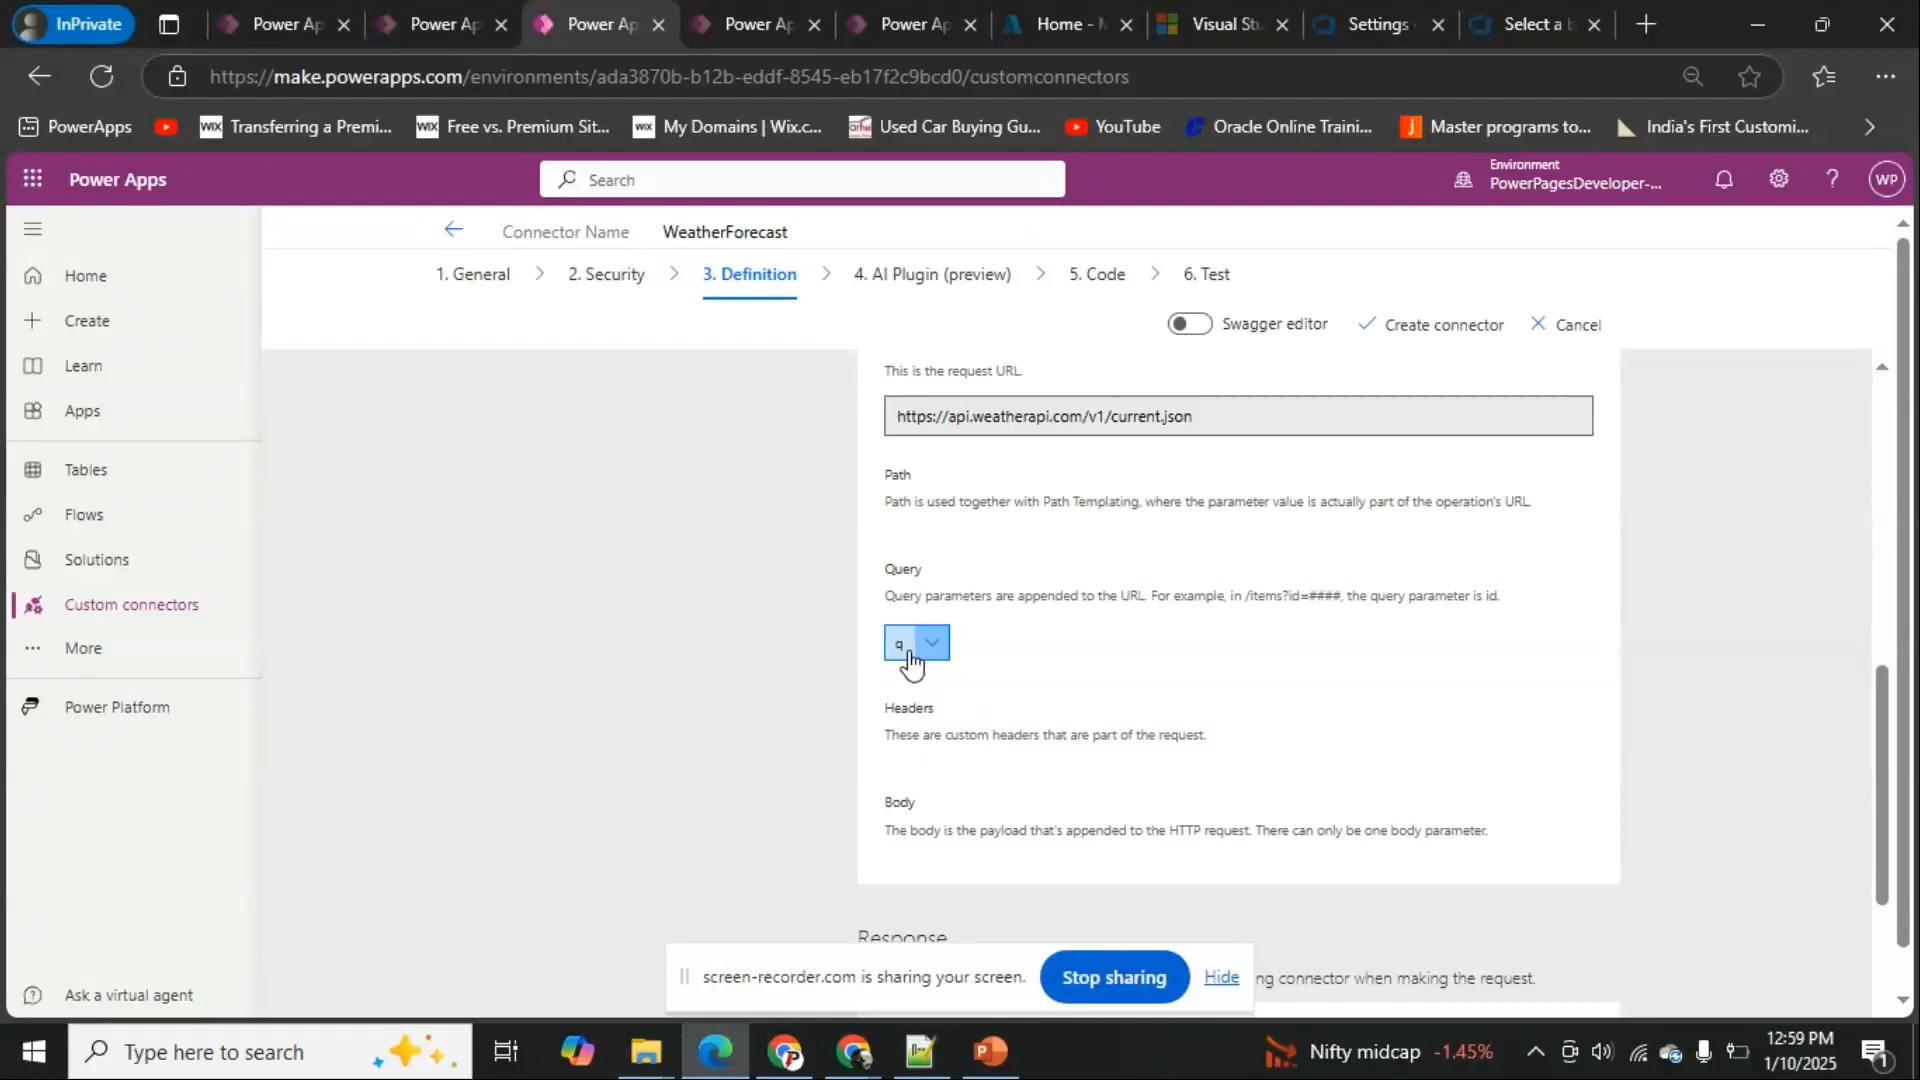 InPrivate
Power Ap
Power Ap
Power Ap
Power Ap
Power Ap
Home - M
Visual Stu
Settings -
Select a b
https://make.powerapps.com/environments/ada3870b-b12b-eddf-8545-eb17f2c9bcd0/customconnectors
PowerApps
WIX Transferring a Premi...
WIX Free vs. Premium Sit...
WIX My Domains | Wix.c...
Used Car Buying Gu...
YouTube
Oracle Online Traini...
Master programs to...
India's First Customi...
Power Apps
Search
Environment
PowerPagesDeveloper-...
WP
Connector Name WeatherForecast
1. General
2. Security
3. Definition
4. AI Plugin (preview)
5. Code
6. Test
Swagger editor
Create connector
Cancel
Home
Create
Learn
Apps
Tables
Flows
Solutions
Custom connectors
More
Power Platform
Ask a virtual agent
This is the request URL.
https://api.weatherapi.com/v1/current.json
Path
Path is used together with Path Templating, where the parameter value is actually part of the operation's URL.
Query
Query parameters are appended to the URL. For example, in /items?id=####, the query parameter is id.
q
Headers
These are custom headers that are part of the request.
Body
The body is the payload that's appended to the HTTP request. There can only be one body parameter.
Response
ng connector when making the request.
screen-recorder.com is sharing your screen.
Stop sharing
Hide
Type here to search
Nifty midcap -1.45%
12:59 PM
1/10/2025
1